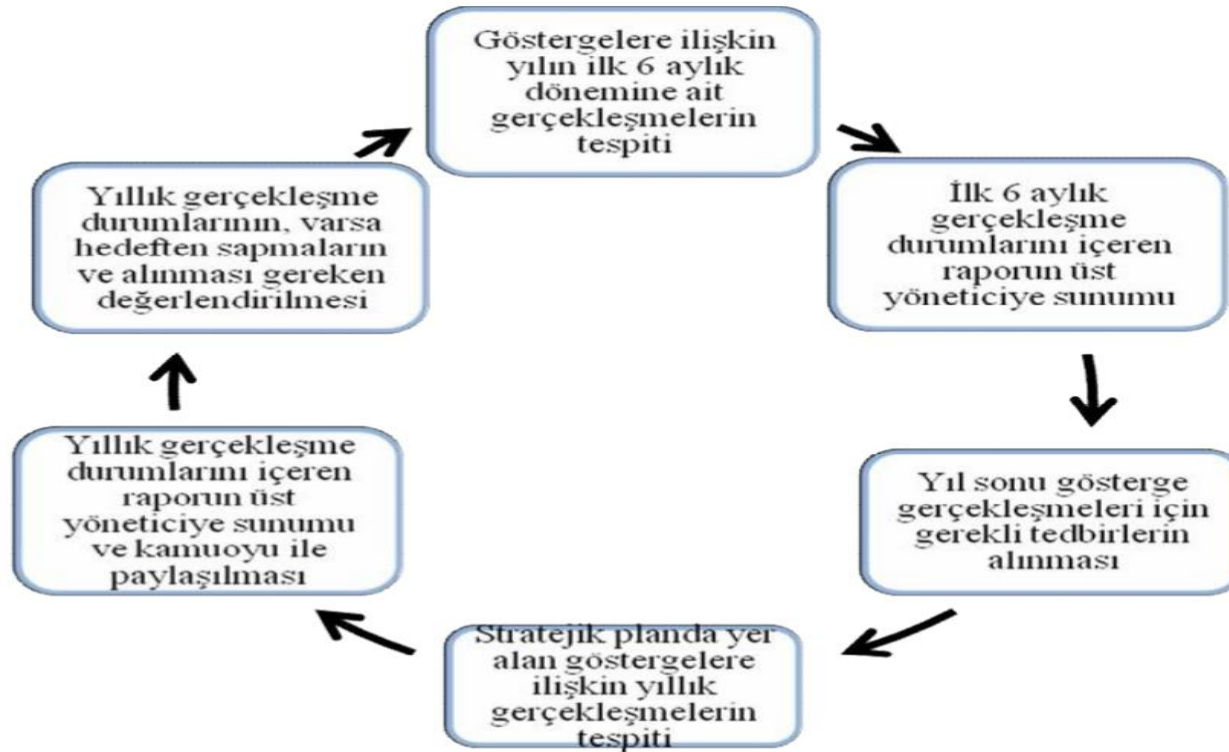 Göstergelere ilişkin
yılın ilk 6 aylık
dönemine ait
gerçekleşmelerin
tespiti
İlk 6 aylık
gerçekleşme
durumlarını içeren
raporun üst
yöneticiye sunumu
Yıl sonu gösterge
gerçekleşmeleri için
gerekli tedbirlerin
alınması
Stratejik planda yer
alan göstergelere
ilişkin yıllık
gerçekleşmelerin
tespiti
Yıllık gerçekleşme
durumlarını içeren
raporun üst
yöneticiye sunumu
ve kamuoyu ile
paylaşılması
Yıllık gerçekleşme
durumlarının, varsa
hedeften sapmaların
ve alınması gereken
değerlendirilmesi